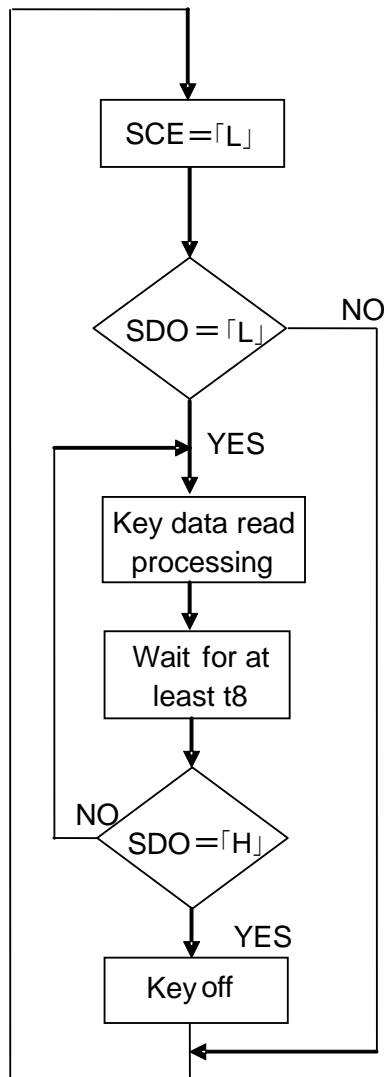 SCE=「L」
SDO=「L」
NO
YES
Key data read
processing
Wait for at
least t8
NO
SDO=「H」
YES
Key off